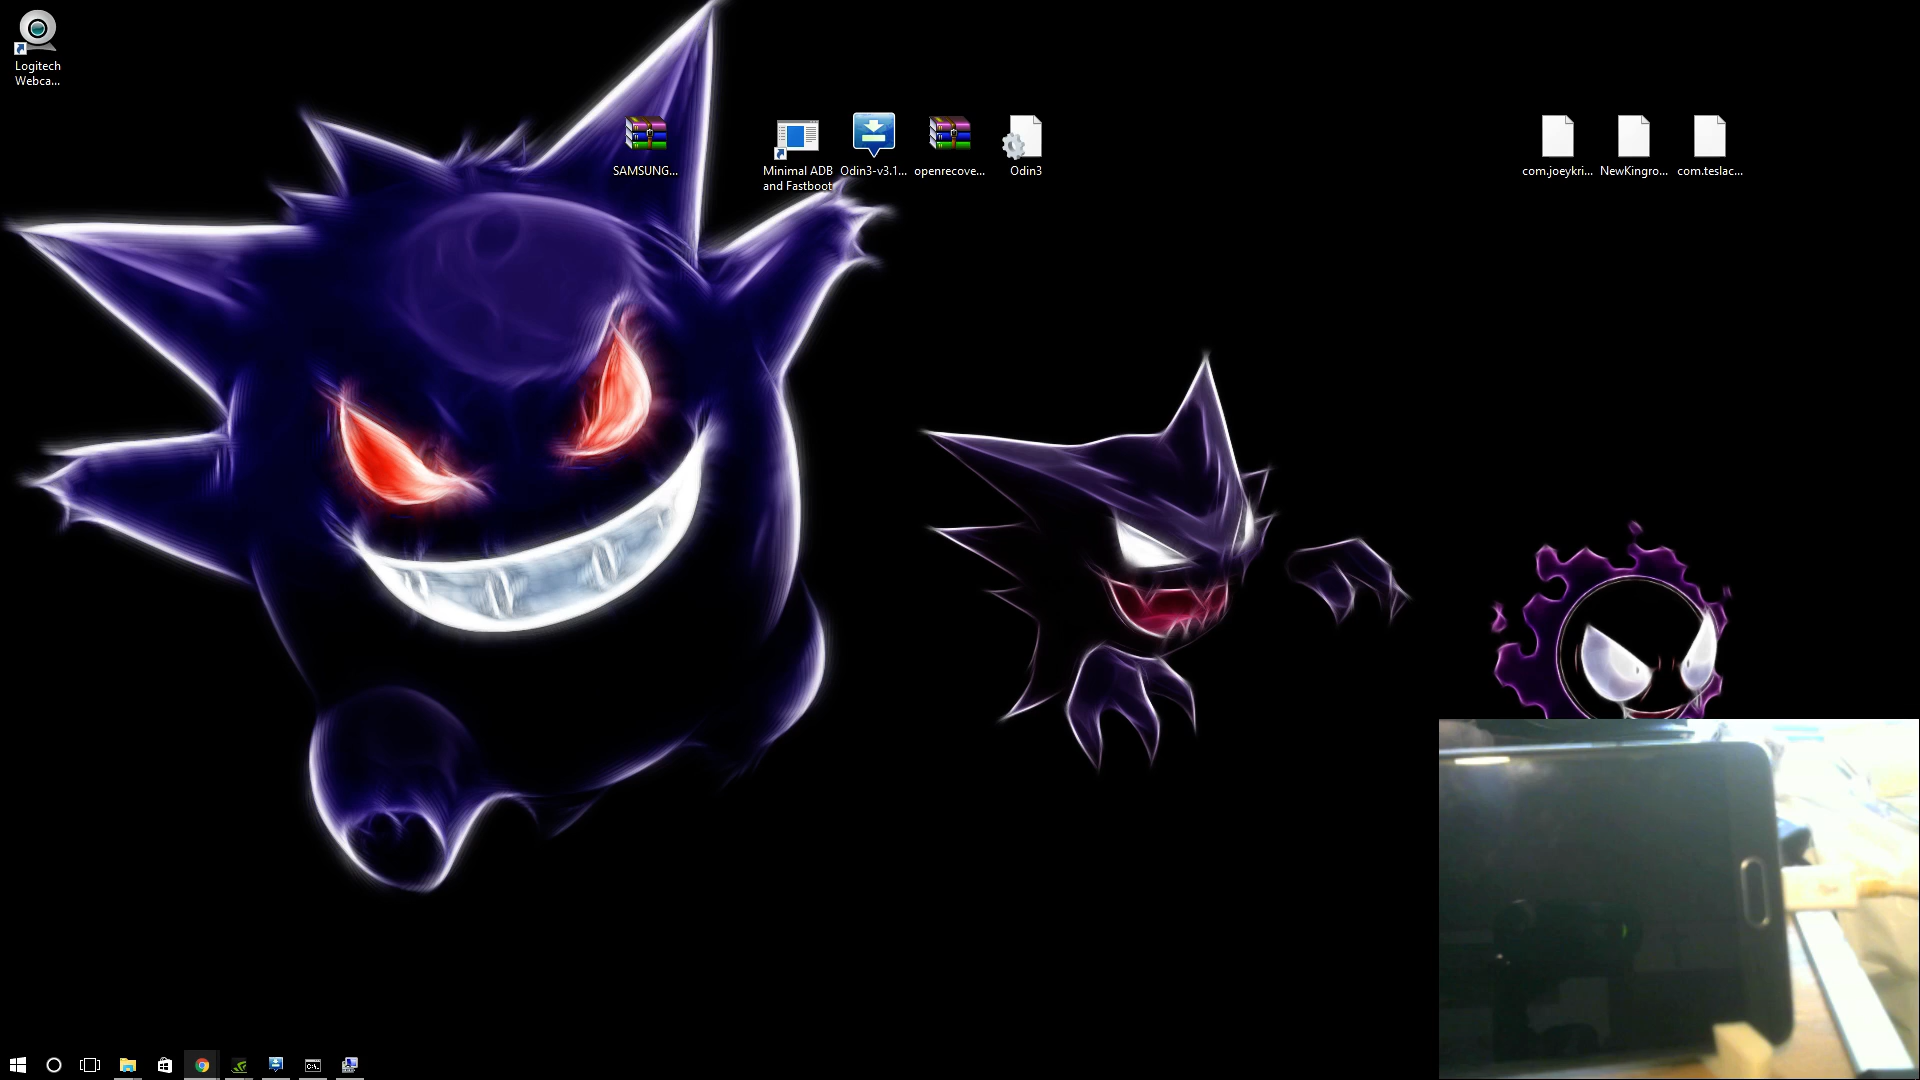 Logitech
Webca...
SAMSUNG...
Minimal ADB
and Fastboot
Odin3-v3.1...
openrecove...
Odin3
com.joeykri...
NewKingro...
com.teslac...